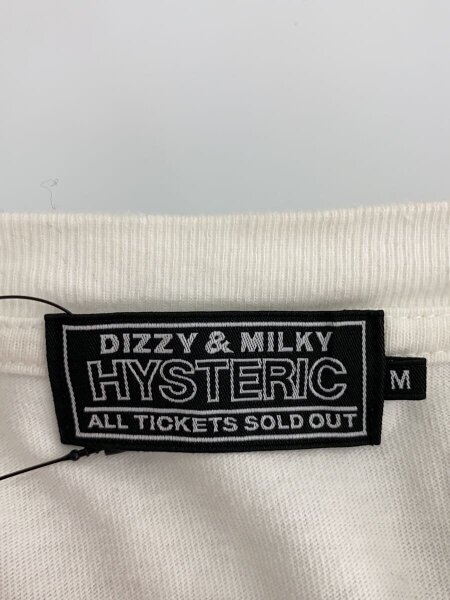 DIZZY & MILKY
HYSTERIC
ALL TICKETS SOLD OUT
M